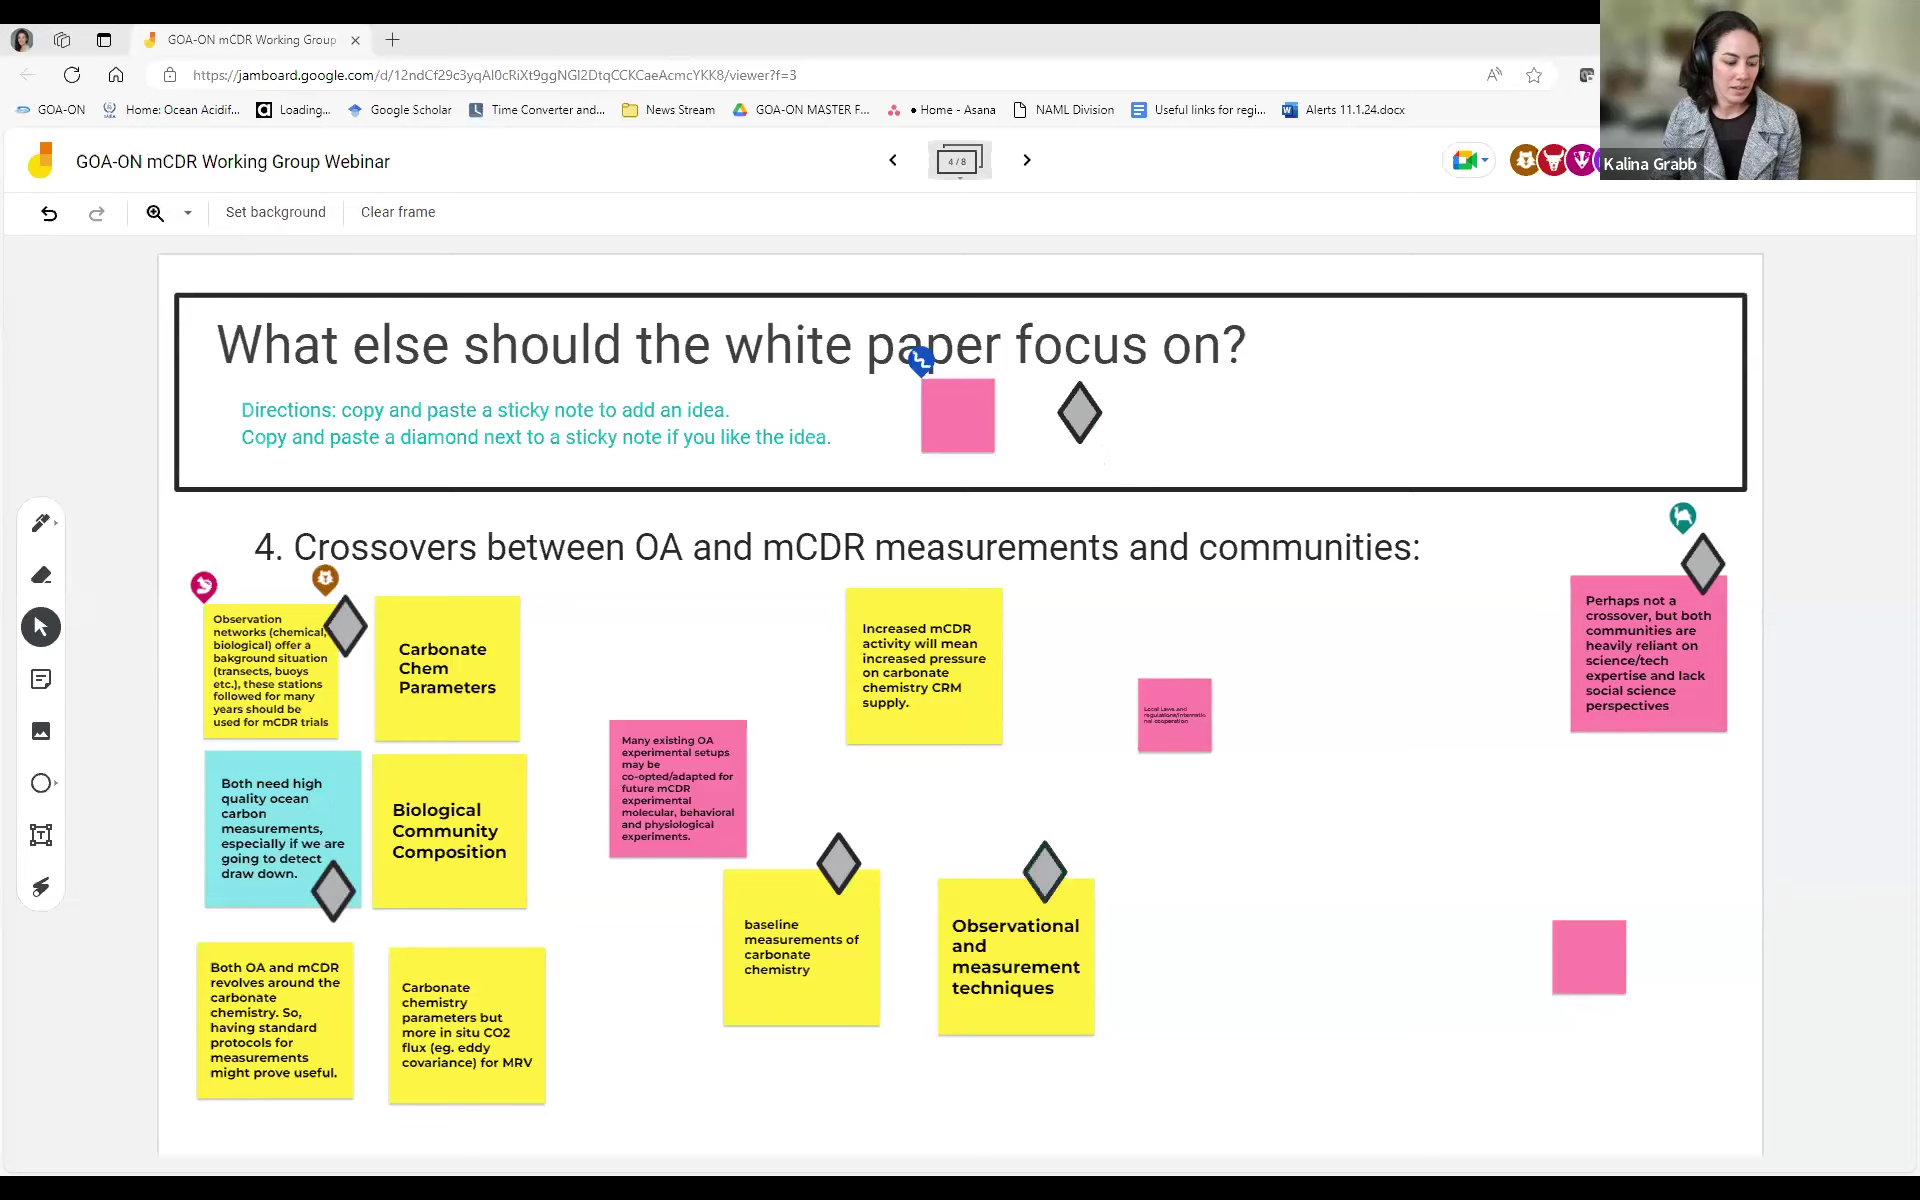 GOA-ON mCDR Working Group
https://jamboard.google.com/d/12ndCf29c3yqAI0cRiXt9ggNGI2DtqCCKCaeAcmcYKK8/viewer?f=3
GOA-ON
Home: Ocean Acidif...
Loading...
Google Scholar
Time Converter and...
News Stream
GOA-ON MASTER F...
Home - Asana
NAML Division
Useful links for regi...
Alerts 11.1.24.docx
Kalina Grabb
GOA-ON mCDR Working Group Webinar
4 / 8
Set background
Clear frame
What else should the white paper focus on?
Directions: copy and paste a sticky note to add an idea.
Copy and paste a diamond next to a sticky note if you like the idea.
4. Crossovers between OA and mCDR measurements and communities:
Observation
networks (chemical,
biological) offer a
bakground situation
(transects, buoys
etc.), these stations
followed for many
years should be
used for mCDR trials
Carbonate
Chem
Parameters
Both need high
quality ocean
carbon
measurements,
especially if we are
going to detect
draw down.
Biological
Community
Composition
Both OA and mCDR
revolves around the
carbonate
chemistry. So,
having standard
protocols for
measurements
might prove useful.
Carbonate
chemistry
parameters but
more in situ CO2
flux (eg. eddy
covariance) for MRV
Many existing OA
experimental setups
may be
co-opted/adapted for
future mCDR
experimental
molecular, behavioral
and physiological
experiments.
Increased mCDR
activity will mean
increased pressure
on carbonate
chemistry CRM
supply.
baseline
measurements of
carbonate
chemistry
Observational
and
measurement
techniques
Local Laws and
regulations/internatio
nal cooperation
Perhaps not a
crossover, but both
communities are
heavily reliant on
science/tech
expertise and lack
social science
perspectives